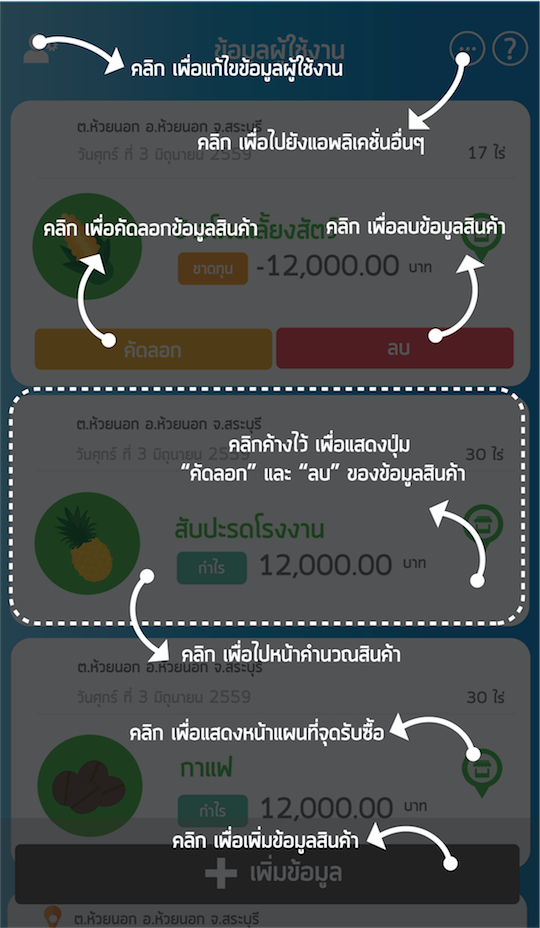 ข้อมูลผู้ใช้งาน
?
คลิก เพื่อแก้ไขข้อมูลผู้ใช้งาน
ต.ห้วยนอก อ.ห้วยนอก จ.สระบุรี
คลิก เพื่อไปยังแอพลิเคชั่นอื่นๆ
วันศุกร์ ที่ 3 มิถุนายน 2559
17 ไร่
คลิก เพื่อคัดลอกข้อมูลสินค้า
คลิก เพื่อลบข้อมูลสินค้า
ขาดทุน -12,000.00 บาท
คัดลอก
ลบ
ต.ห้วยนอก อ.ห้วยนอก จ.สระบุรี
คลิกค้างไว้ เพื่อแสดงปุ่ม
วันศุกร์ ที่ 3 มิถุนายน 2559
30 ไร่
“คัดลอก” และ “ลบ” ของข้อมูลสินค้า
สับปะรดโรงงาน
กำไร 12,000.00 บาท
คลิก เพื่อไปหน้าคำนวณสินค้า
ต.ห้วยนอก อ.ห้วยนอก จ.สระบุรี
วันศุกร์ ที่ 3 มิถุนายน 2559
30 ไร่
คลิก เพื่อแสดงหน้าแผนที่จุดรับซื้อ
กาแฟ
กำไร 12,000.00 บาท
คลิก เพื่อเพิ่มข้อมูลสินค้า
เพิ่มข้อมูล
ต.ห้วยนอก อ.ห้วยนอก จ.สระบุรี